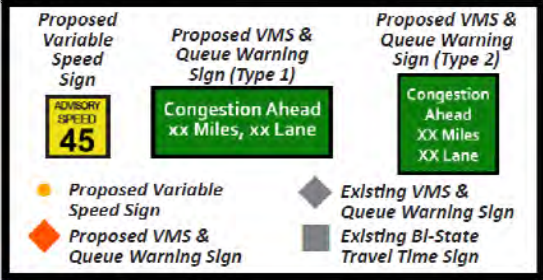 Proposed
Variable
Speed
Sign
Proposed VMS &
Queue Warning
Sign (Type 1)
Proposed VMS &
Queue Warning
Sign (Type 2)
ADVISORY
SPEED
45
Congestion Ahead
xx Miles, xx Lane
Congestion
Ahead
XX Miles
XX Lane
Proposed Variable
Speed Sign
Proposed VMS &
Queue Warning Sign
Existing VMS &
Queue Warning Sign
Existing Bi-State
Travel Time Sign